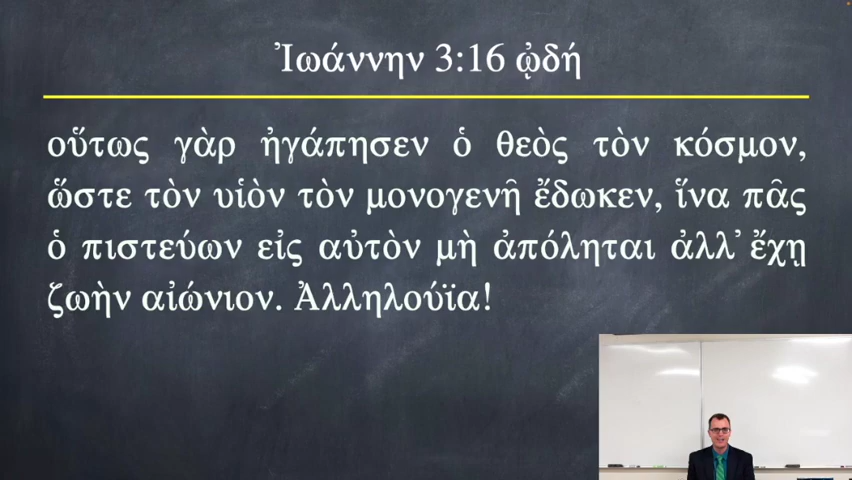 Ἰωάννην 3:16 ᾠδή
οὕτως γὰρ ἠγάπησεν ὁ θεὸς τὸν κόσμον,
ὥστε τὸν υἱὸν τὸν μονογενῆ ἔδωκεν, ἵνα πᾶς
ὁ πιστεύων εἰς αὐτὸν μὴ ἀπόληται ἀλλ᾽ ἔχῃ
ζωὴν αἰώνιον. Ἀλληλούϊα!